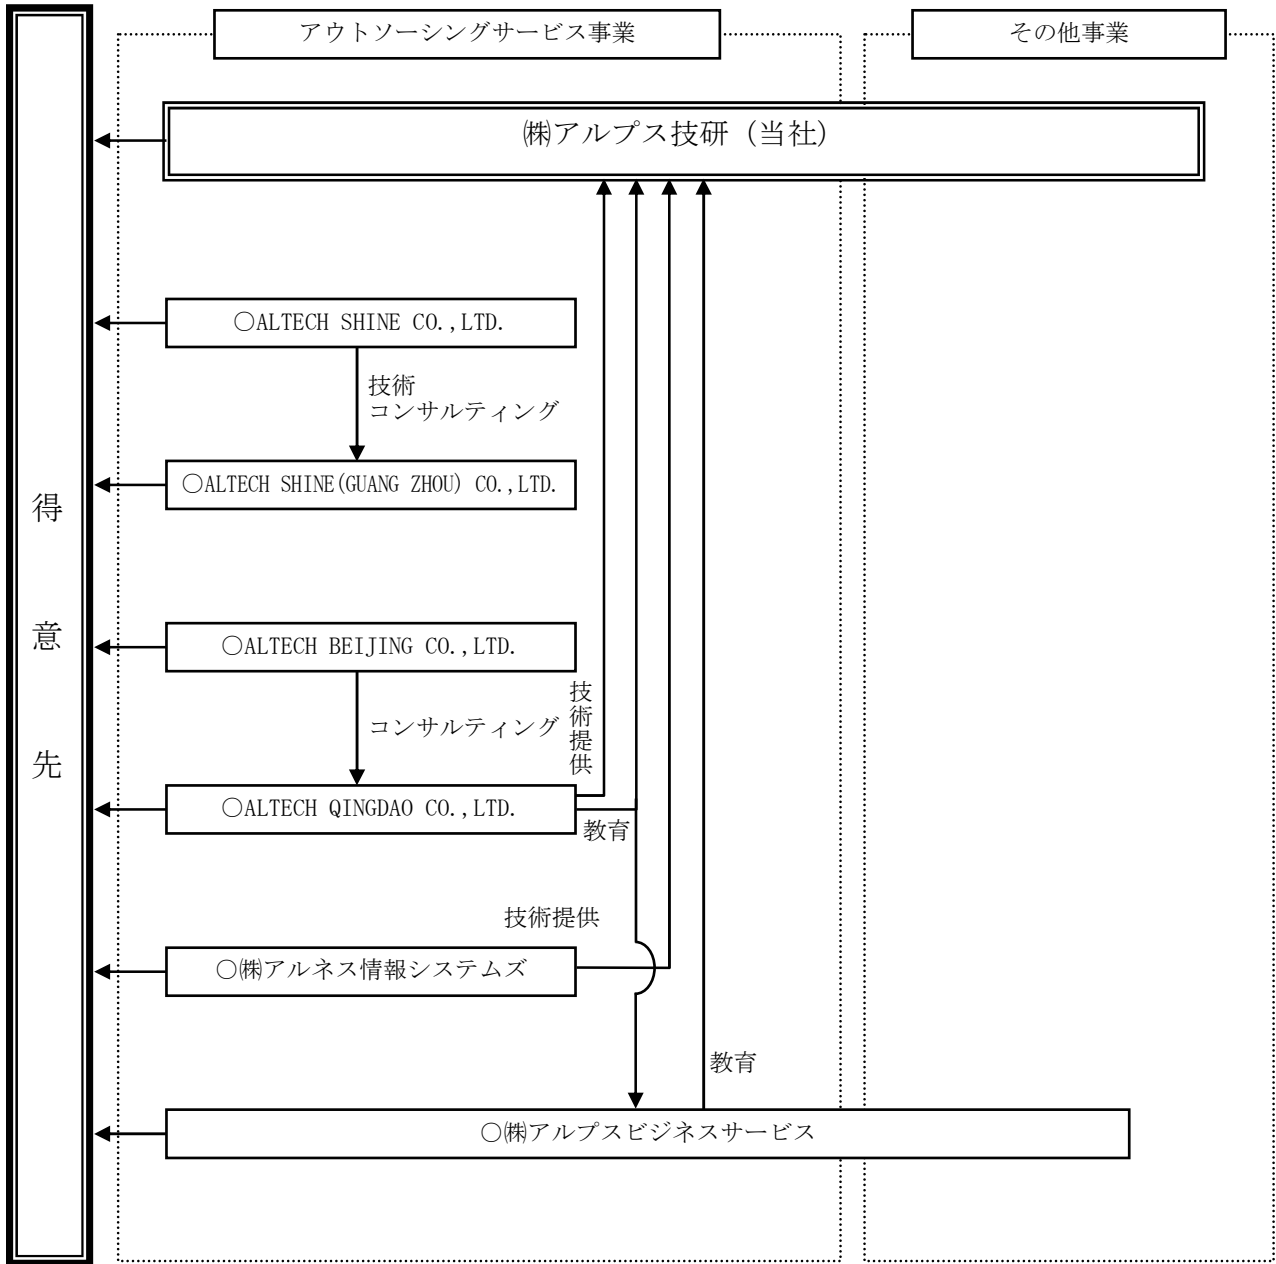 アウトソーシングサービス事業
その他事業
㈱アルプス技研（当社）
○ALTECH SHINE CO.,LTD.
技術
コンサルティング
○ALTECH SHINE(GUANG ZHOU) CO.,LTD.
得意先
○ALTECH BEIJING CO.,LTD.
コンサルティング
技術提供
○ALTECH QINGDAO CO.,LTD.
教育
技術提供
○㈱アルネス情報システムズ
教育
○㈱アルプスビジネスサービス